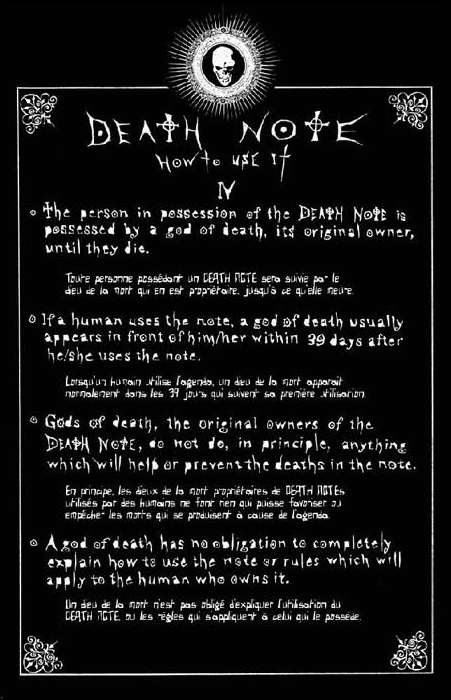 DEATH NOTE
How to USE It
IV
The person in possession of the DEATH NOTE is
possessed by a god of death, its original owner,
until they die.
Toute personne possédant un DEATH NOTE sera suivie par le
dieu de la mort qui en est propriétaire, jusqu'à ce qu'elle meure.
If a human uses the note, a god of death usually
appears in front of him/her within 39 days after
he/she uses the note.
Lorsqu'un humain utilise l'agenda, un dieu de la mort apparaît
normalement dans les 39 jours qui suivent sa première utilisation.
Gods of death, the original owners of the
DEATH NOTE, do not do, in principle, anything
which will help or prevent the deaths in the note.
En principe, les dieux de la mort propriétaires de DEATH NOTEs
utilisés par des humains ne font rien qui puisse favoriser ou
empêcher les morts qui se produisent à cause de l'agenda.
A god of death has no obligation to completely
explain how to use the note or rules which will
apply to the human who owns it.
Un dieu de la mort n'est pas obligé d'expliquer l'utilisation du
DEATH NOTE ou les règles qui s'appliquent à celui qui le possède.